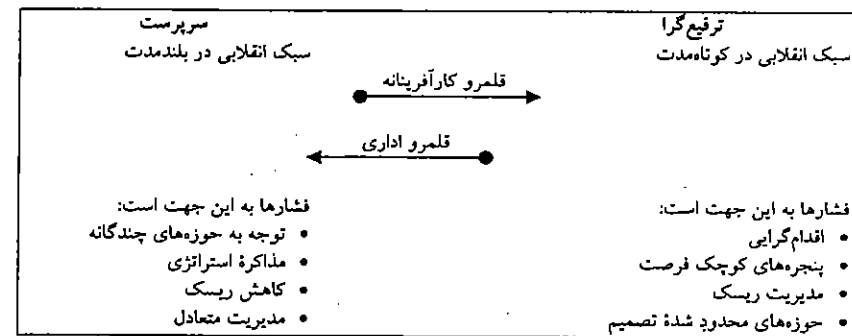 ترفیع‌گرا
سبک انقلابی در کوتاه‌مدت
سرپرست
سبک انقلابی در بلندمدت
قلمرو کارآفرینانه
قلمرو اداری
فشارها به این جهت است:
• اقدام‌گرایی
• پنجره‌های کوچک فرصت
• مدیریت ریسک
• حوزه‌های محدود شدهٔ تصمیم
فشارها به این جهت است:
• توجه به حوزه‌های چندگانه
• مذاکرهٔ استراتژی
• کاهش ریسک
• مدیریت متعادل